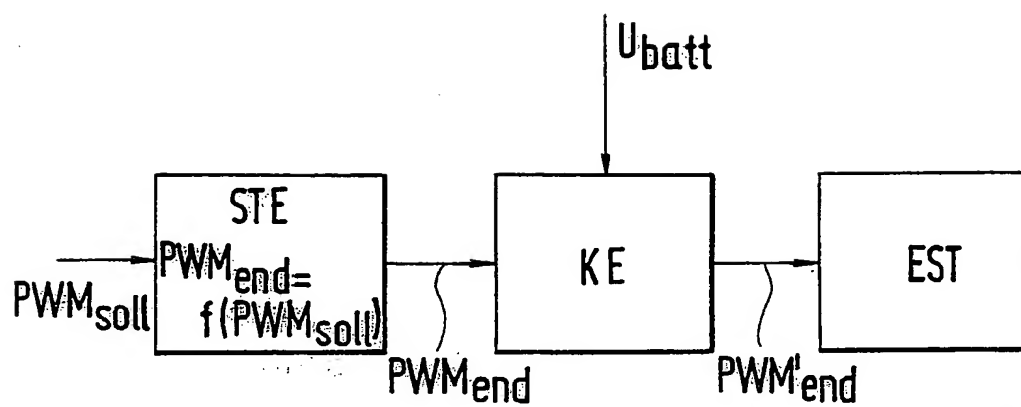 U_batt
STE
PWM_end=
f(PWM_soll)
KE
EST
PWM_soll
PWM_end
PWM'_end